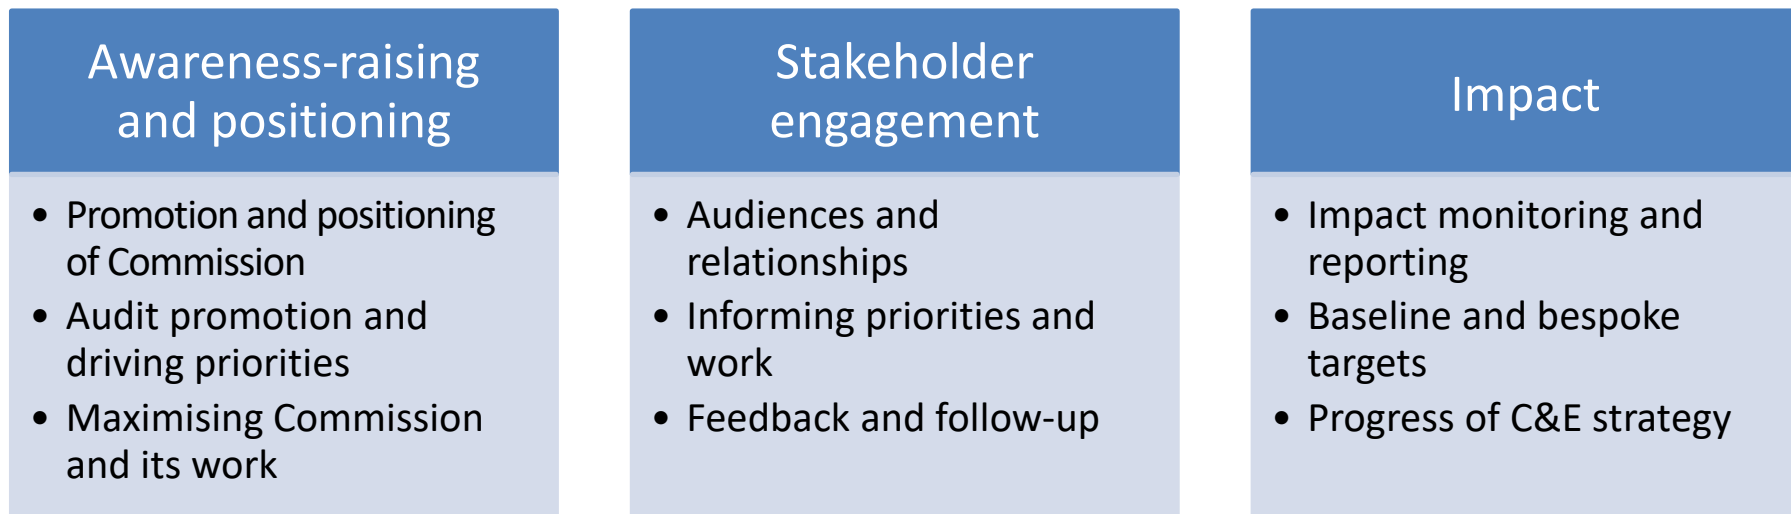 Awareness-raising
and positioning
• Promotion and positioning
of Commission
• Audit promotion and
driving priorities
• Maximising Commission
and its work
Stakeholder
engagement
• Audiences and
relationships
• Informing priorities and
work
• Feedback and follow-up
Impact
• Impact monitoring and
reporting
• Baseline and bespoke
targets
• Progress of C&E strategy